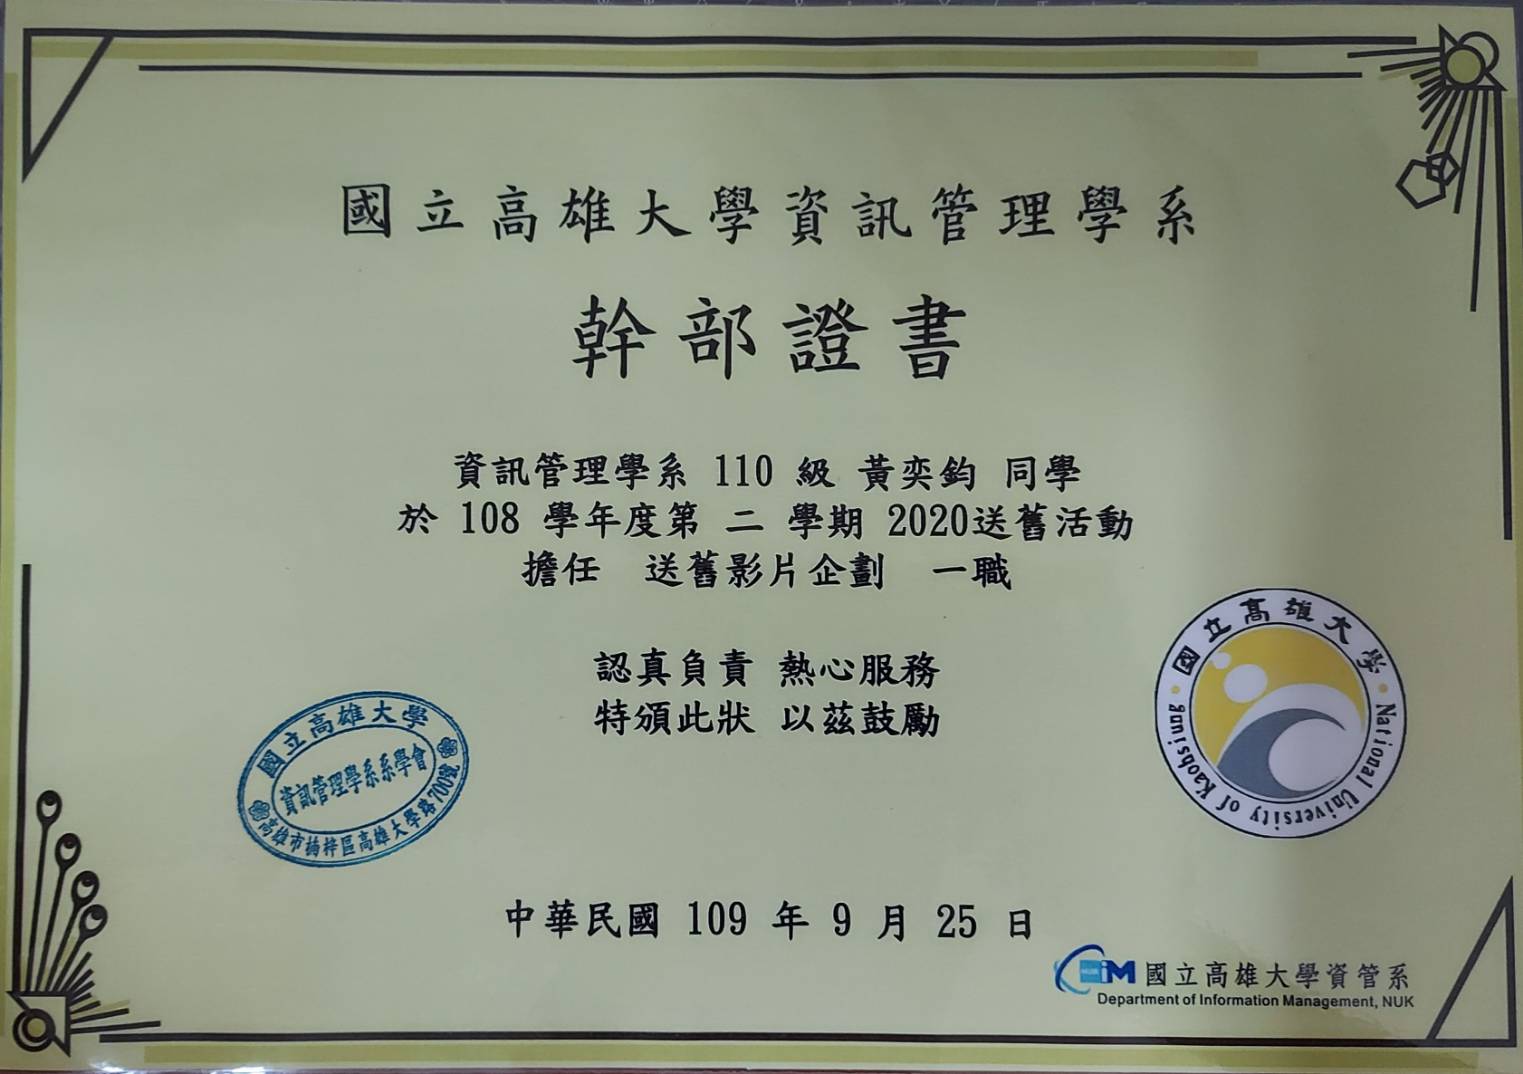 國立高雄大學資訊管理學系
幹部證書
資訊管理學系 110 級 黃奕鈞 同學
於 108 學年度第 二 學期 2020送舊活動
擔任 送舊影片企劃 一職
認真負責 熱心服務
特頒此狀 以茲鼓勵
國立高雄大學
National University of Kaohsiung
國立高雄大學
資訊管理學系系學會
高雄市楠梓區高雄大學路700號
中華民國 109 年 9 月 25 日
iM 國立高雄大學資管系
Department of Information Management, NUK